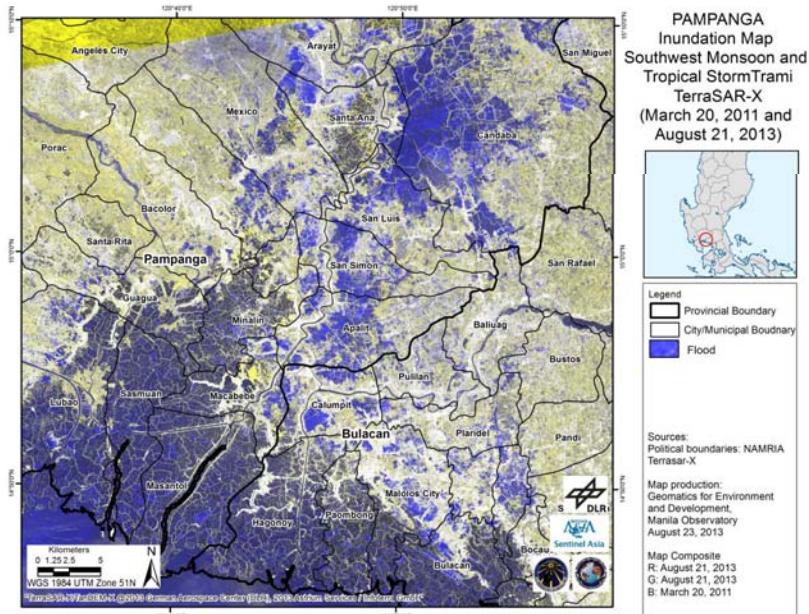 PAMPANGA
Inundation Map
Southwest Monsoon and
Tropical StormTrami
TerraSAR-X
(March 20, 2011 and
August 21, 2013)
120°40'0"E
120°50'0"E
Angeles City
Arayat
San Miguel
Mexico
Santa Ana
Candaba
Porac
Bacolor
San Luis
Santa Rita
Pampanga
San Simon
San Rafael
Guagua
Minalin
Apalit
Baliuag
Bustos
Lubao
Sasmuan
Macabebe
Pulilan
Calumpit
Bulacan
Plaridel
Pandi
Masantol
Malolos City
Hagonoy
Paombong
Bulacan
Bocau
DLR
Sentinel Asia
Kilometers
0 1.25 2.5 5
N
WGS 1984 UTM Zone 51N
Legend
Provincial Boundary
City/Municipal Boudnary
Flood
Sources:
Political boundaries: NAMRIA
Terrasar-X
Map production:
Geomatics for Environment
and Development,
Manila Observatory
August 23, 2013
Map Composite
R: August 21, 2013
G: August 21, 2013
B: March 20, 2011